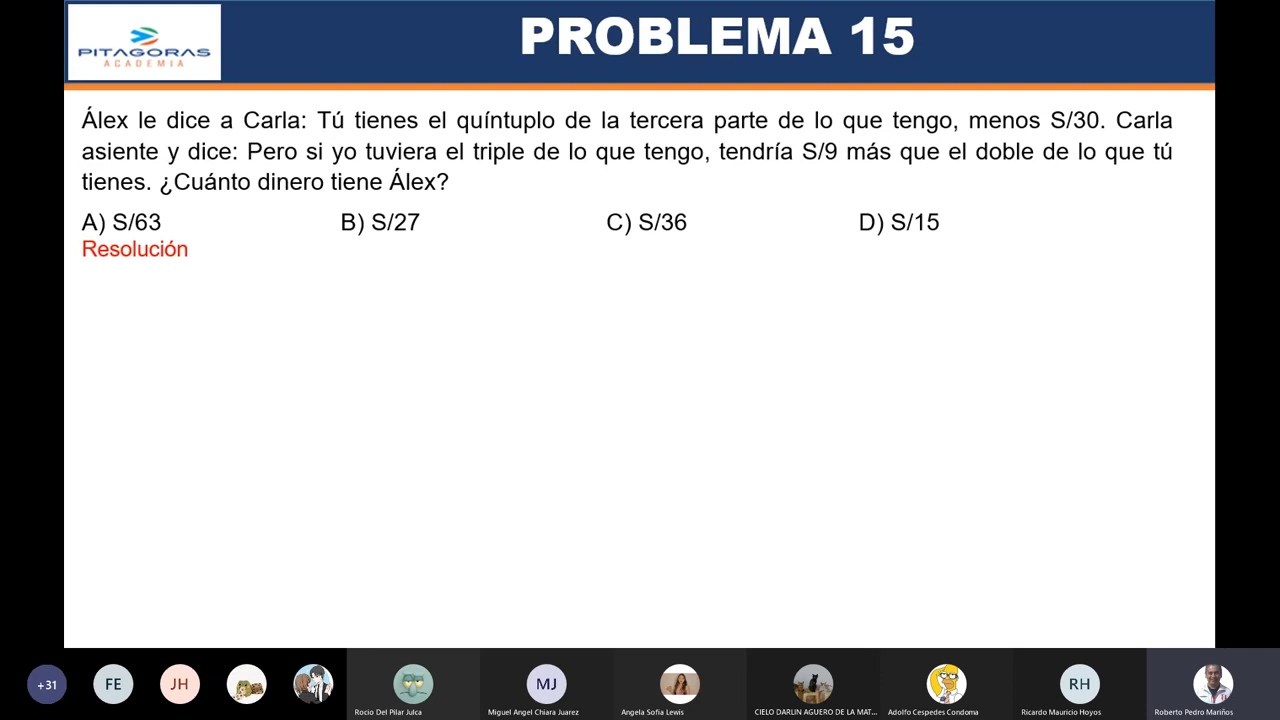 PITAGORAS
ACADEMIA
PROBLEMA 15
Álex le dice a Carla: Tú tienes el quíntuplo de la tercera parte de lo que tengo, menos S/30. Carla
asiente y dice: Pero si yo tuviera el triple de lo que tengo, tendría S/9 más que el doble de lo que tú
tienes. ¿Cuánto dinero tiene Álex?
A) S/63 B) S/27 C) S/36 D) S/15
Resolución
+31 FE JH MJ RH
Rocio Del Pilar Julca Miguel Angel Chiara Juarez Angela Sofia Lewis CIELO DARLIN AGUERO DE LA MAT... Adolfo Cespedes Condoma Ricardo Mauricio Hoyos Roberto Pedro Mariños